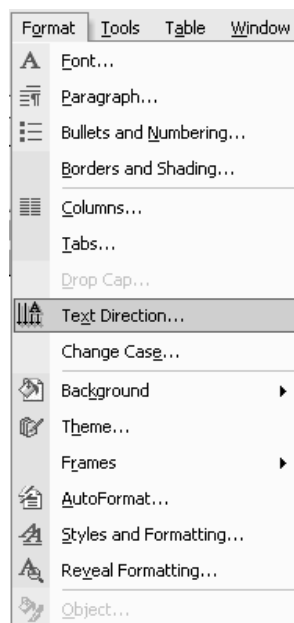 Format Tools Table Window
Font...
Paragraph...
Bullets and Numbering...
Borders and Shading...
Columns...
Tabs...
Drop Cap...
Text Direction...
Change Case...
Background
Theme...
Frames
AutoFormat...
Styles and Formatting...
Reveal Formatting...
Object...